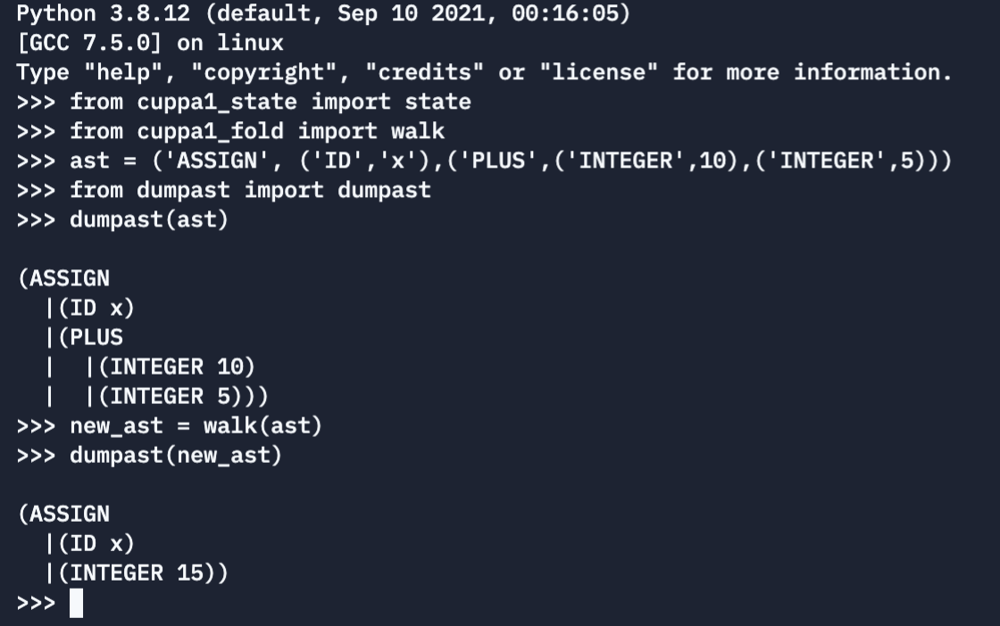 Python 3.8.12 (default, Sep 10 2021, 00:16:05)
[GCC 7.5.0] on linux
Type "help", "copyright", "credits" or "license" for more information.
>>> from cuppa1_state import state
>>> from cuppa1_fold import walk
>>> ast = ('ASSIGN', ('ID','x'),('PLUS',('INTEGER',10),('INTEGER',5)))
>>> from dumpast import dumpast
>>> dumpast(ast)

(ASSIGN
  |(ID x)
  |(PLUS
  |  |(INTEGER 10)
  |  |(INTEGER 5)))
>>> new_ast = walk(ast)
>>> dumpast(new_ast)

(ASSIGN
  |(ID x)
  |(INTEGER 15))
>>>